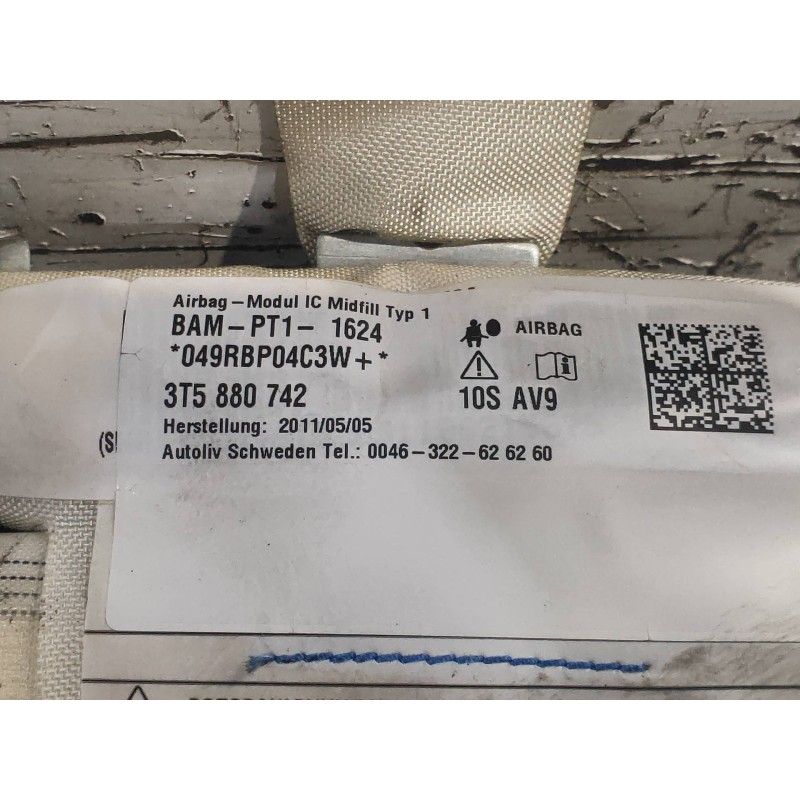 Airbag-Modul IC Midfill Typ 1
BAM-PT1- 1624
*049RBP04C3W+*
3T5 880 742
Herstellung: 2011/05/05
Autoliv Schweden Tel.: 0046-322-62 62 60
AIRBAG
10S AV9